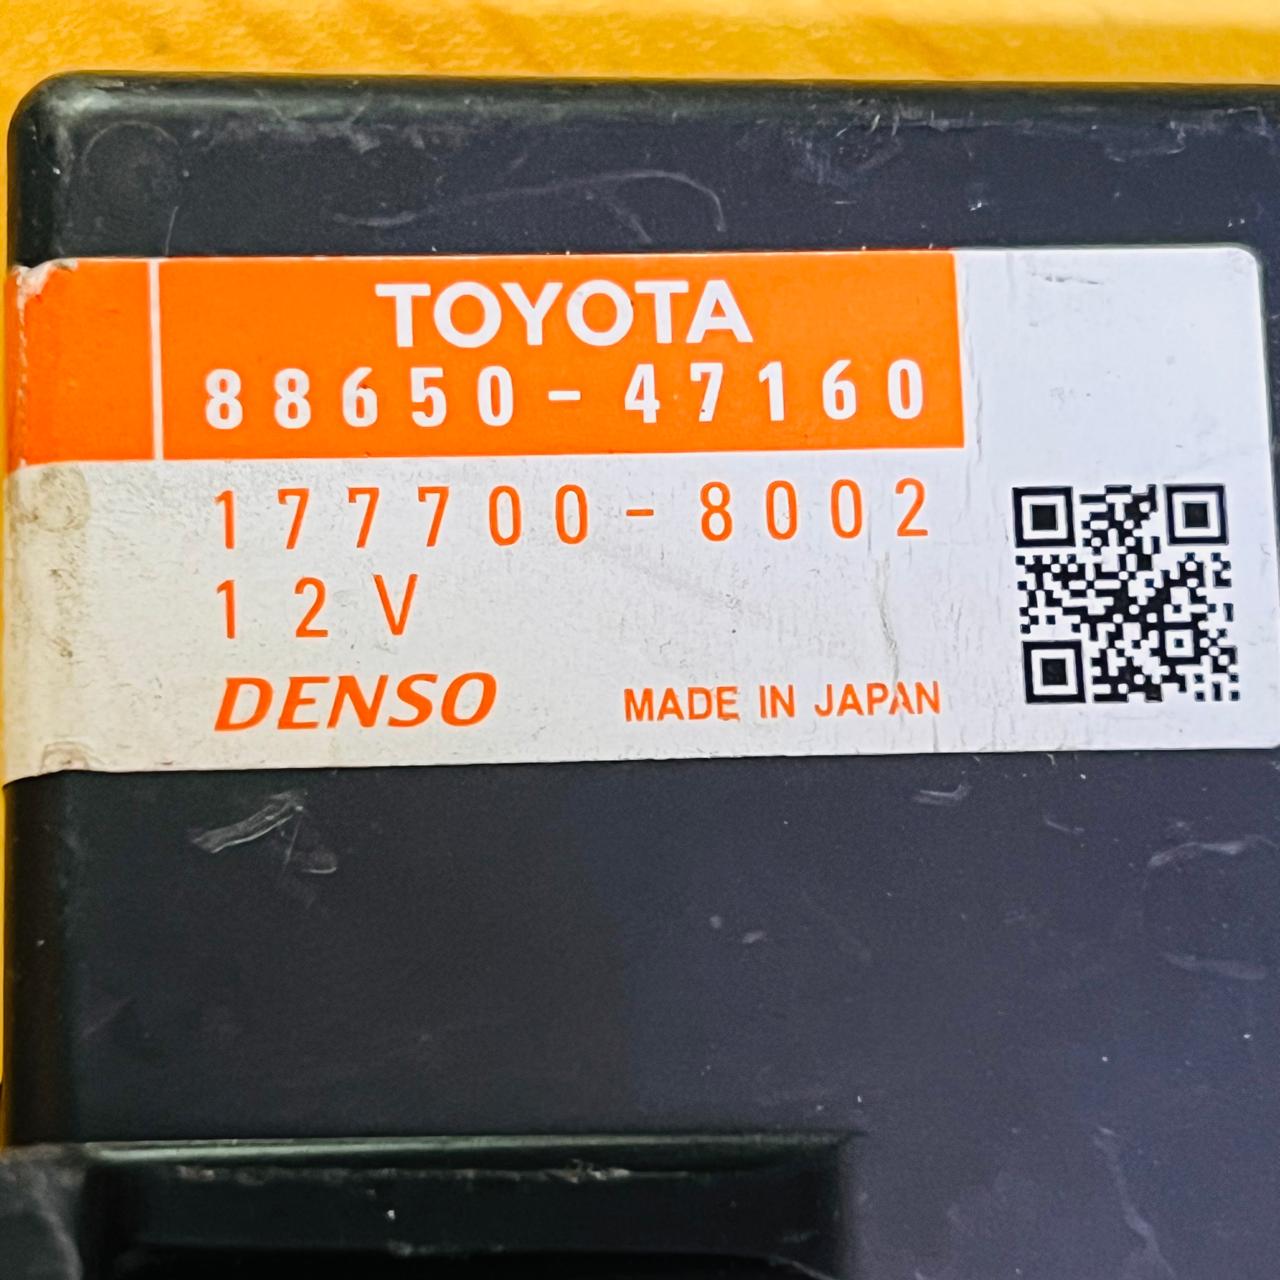 TOYOTA
88650-47160
177700-8002
12V
DENSO
MADE IN JAPAN